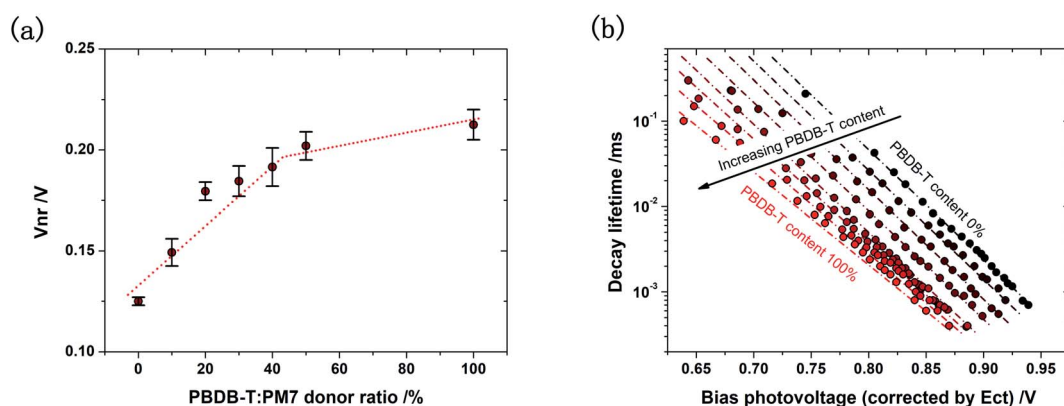 (a)
0.25
0.20
0.15
0.10
Vnr /V
0 20 40 60 80 100
PBDB-T:PM7 donor ratio /%
(b)
10⁻¹
10⁻²
10⁻³
Decay lifetime /ms
Increasing PBDB-T content
PBDB-T content 0%
PBDB-T content 100%
0.65 0.70 0.75 0.80 0.85 0.90 0.95
Bias photovoltage (corrected by Ect) /V